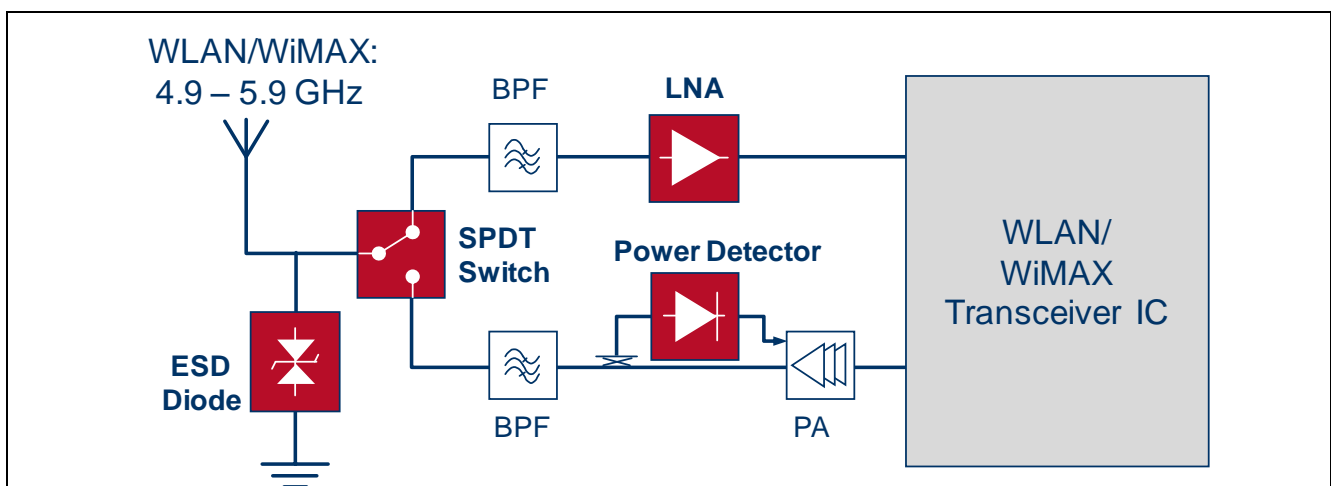 WLAN/WiMAX:
4.9 – 5.9 GHz
BPF
LNA
SPDT
Switch
Power Detector
WLAN/
WiMAX
Transceiver IC
ESD
Diode
BPF
PA